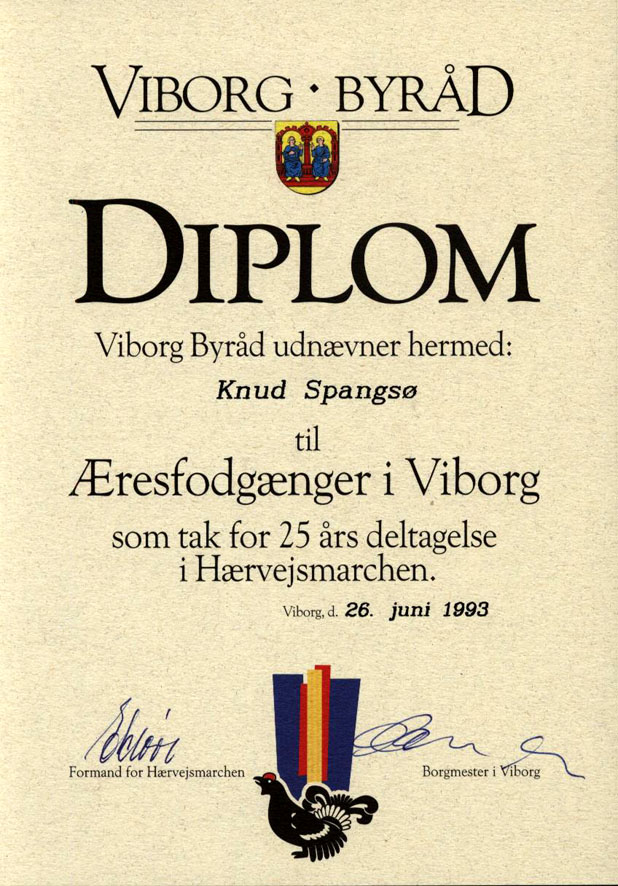 VIBORG · BYRÅD
DIPLOM
Viborg Byråd udnævner hermed:
Knud Spangsø
til
Æresfodgænger i Viborg
som tak for 25 års deltagelse
i Hærvejsmarchen.
Viborg, d. 26. juni 1993
Formand for Hærvejsmarchen
Borgmester i Viborg